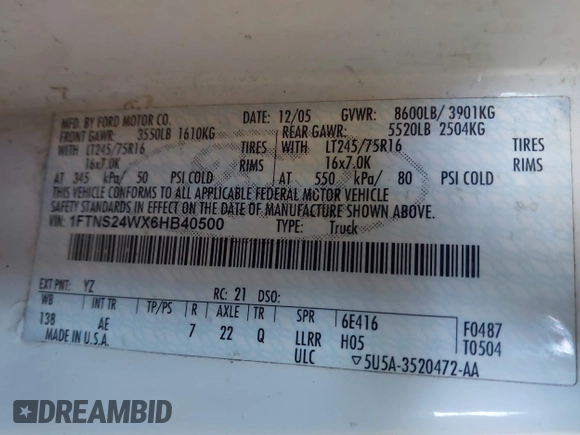 MFD. BY FORD MOTOR CO. DATE: 12/05 GVWR: 8600LB/ 3901KG
FRONT GAWR: 3550LB 1610KG REAR GAWR: 5520LB 2504KG
WITH LT245/75R16 TIRES WITH LT245/75R16 TIRES
16x7.0K RIMS 16x7.0K RIMS
AT 345 kPa/ 50 PSI COLD AT 550 kPa/ 80 PSI COLD
THIS VEHICLE CONFORMS TO ALL APPLICABLE FEDERAL MOTOR VEHICLE
SAFETY STANDARDS IN EFFECT ON THE DATE OF MANUFACTURE SHOWN ABOVE.
VIN: 1FTNS24WX6HB40500 TYPE: Truck
EXT PNT: YZ RC: 21 DSO:
WB INT TR TP/PS R AXLE TR SPR 6E416 F0487
138 AE 7 22 Q LLRR H05 T0504
MADE IN U.S.A. ULC ▽5U5A-3520472-AA
DREAMBID